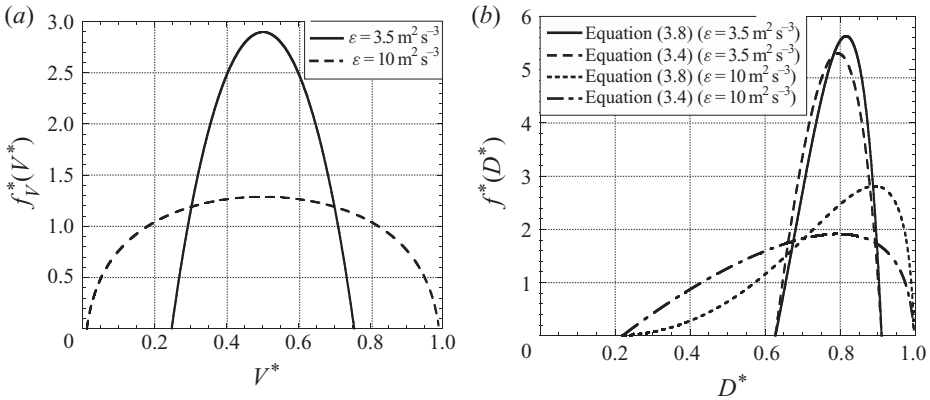 (a)
3.0
2.5
2.0
1.5
1.0
0.5
0
0.2
0.4
0.6
0.8
1.0
f*V(V*)
V*
ε = 3.5 m² s⁻³
ε = 10 m² s⁻³
(b)
6
5
4
3
2
1
0
0.2
0.4
0.6
0.8
1.0
f*(D*)
D*
Equation (3.8) (ε = 3.5 m² s⁻³)
Equation (3.4) (ε = 3.5 m² s⁻³)
Equation (3.8) (ε = 10 m² s⁻³)
Equation (3.4) (ε = 10 m² s⁻³)